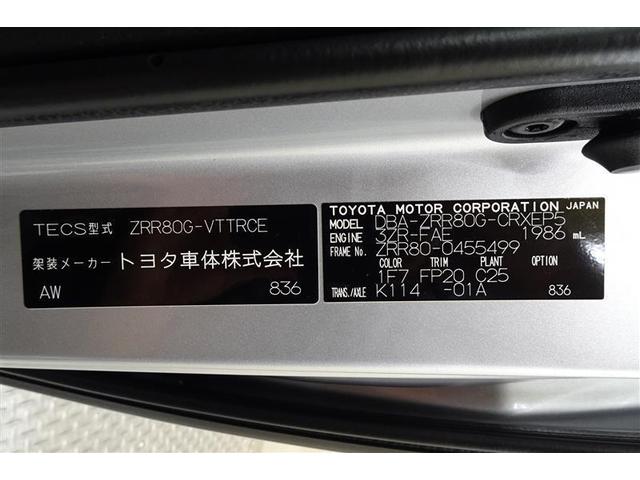 TECS型式 ZRR80G-VTTRCE
架装メーカー トヨタ車体株式会社
AW 836
TOYOTA MOTOR CORPORATION JAPAN
MODEL DBA-ZRR80G-CRXEP5
ENGINE 3ZR-FAE 1986 mL
FRAME No. ZRR80-0455499
COLOR TRIM PLANT OPTION
1F7 FP20 C25
TRANS./AXLE K114 -01A 836